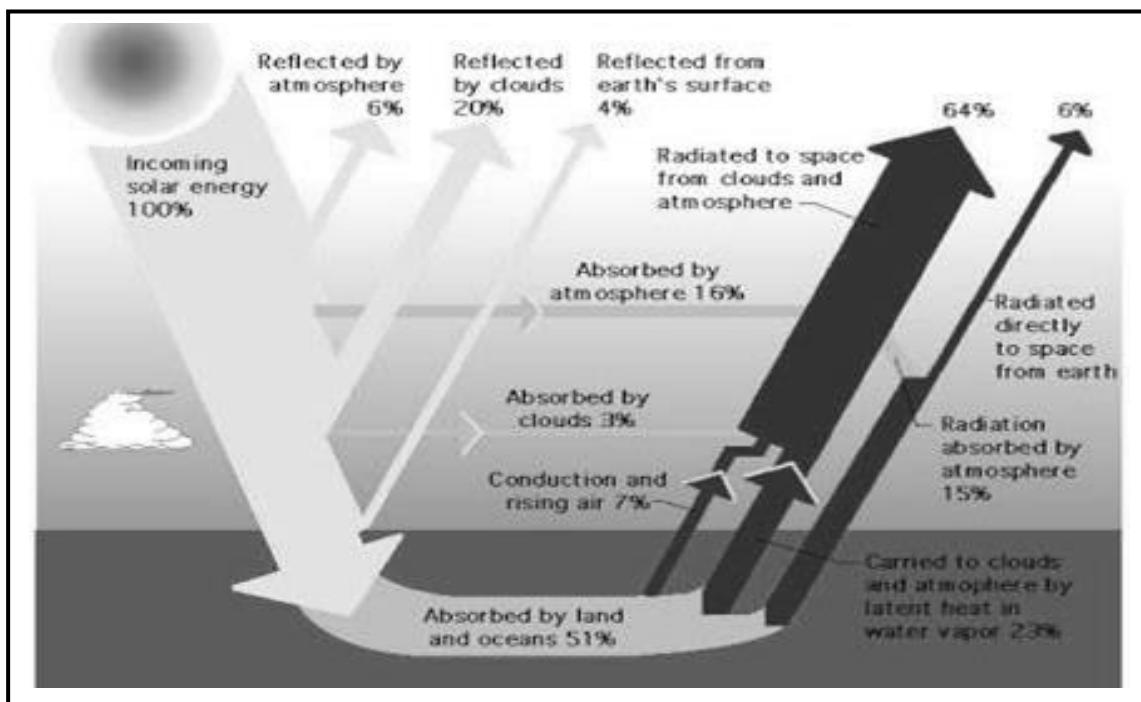 Reflected by
atmosphere
6%
Reflected
by clouds
20%
Reflected from
earth's surface
4%
64%
6%
Incoming
solar energy
100%
Radiated to space
from clouds and
atmosphere
Absorbed by
atmosphere 16%
Radiated
directly
to space
from earth
Absorbed by
clouds 3%
Radiation
absorbed by
atmosphere
15%
Conduction and
rising air 7%
Carried to clouds
and atmophere by
latent heat in
water vapor 23%
Absorbed by land
and oceans 51%